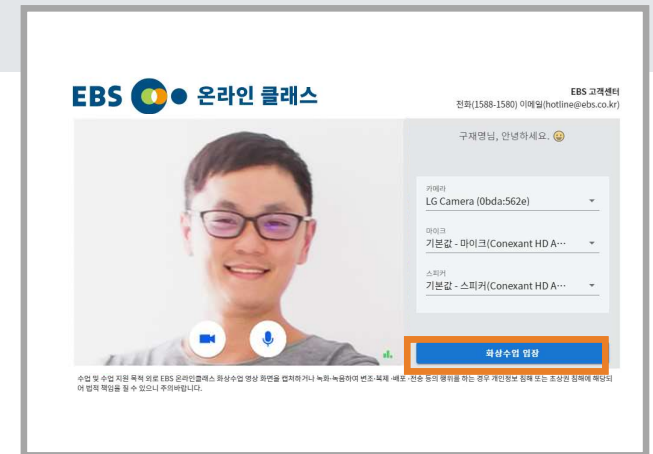 EBS 온라인 클래스
EBS 고객센터
전화(1588-1580) 이메일(hotline@ebs.co.kr)
구재명님, 안녕하세요. 😀
카메라
LG Camera (0bda:562e)
마이크
기본값 - 마이크(Conexant HD A···
스피커
기본값 - 스피커(Conexant HD A···
화상수업 입장
수업 및 수업 지원 목적 외로 EBS 온라인클래스 화상수업 영상 화면을 캡처하거나 녹화·녹음하여 변조·복제 ·배포 ·전송 등의 행위를 하는 경우 개인정보 침해 또는 초상권 침해에 해당되
어 법적 책임을 질 수 있으니 주의바랍니다.